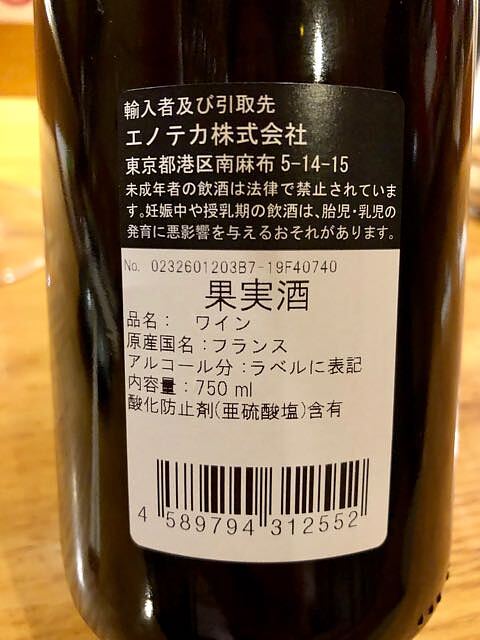 輸入者及び引取先
エノテカ株式会社
東京都港区南麻布 5-14-15
未成年者の飲酒は法律で禁止されていま
す。妊娠中や授乳期の飲酒は、胎児・乳児の
発育に悪影響を与えるおそれがあります。
No. 0232601203B7-19F40740
果実酒
品名： ワイン
原産国名：フランス
アルコール分：ラベルに表記
内容量：750 ml
酸化防止剤(亜硫酸塩)含有
4 589794 312552